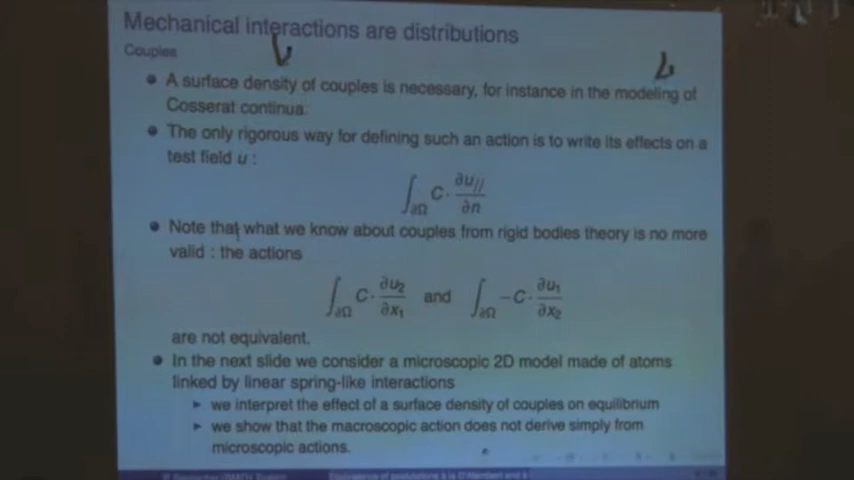 Mechanical interactions are distributions
Couples
• A surface density of couples is necessary, for instance in the modeling of
Cosserat continua.
• The only rigorous way for defining such an action is to write its effects on a
test field u :
∫∂Ω C · ∂u// / ∂n
• Note that what we know about couples from rigid bodies theory is no more
valid : the actions
∫∂Ω C · ∂u₂ / ∂x₁ and ∫∂Ω −C · ∂u₁ / ∂x₂
are not equivalent.
• In the next slide we consider a microscopic 2D model made of atoms
linked by linear spring-like interactions
▸ we interpret the effect of a surface density of couples on equilibrium
▸ we show that the macroscopic action does not derive simply from
microscopic actions.